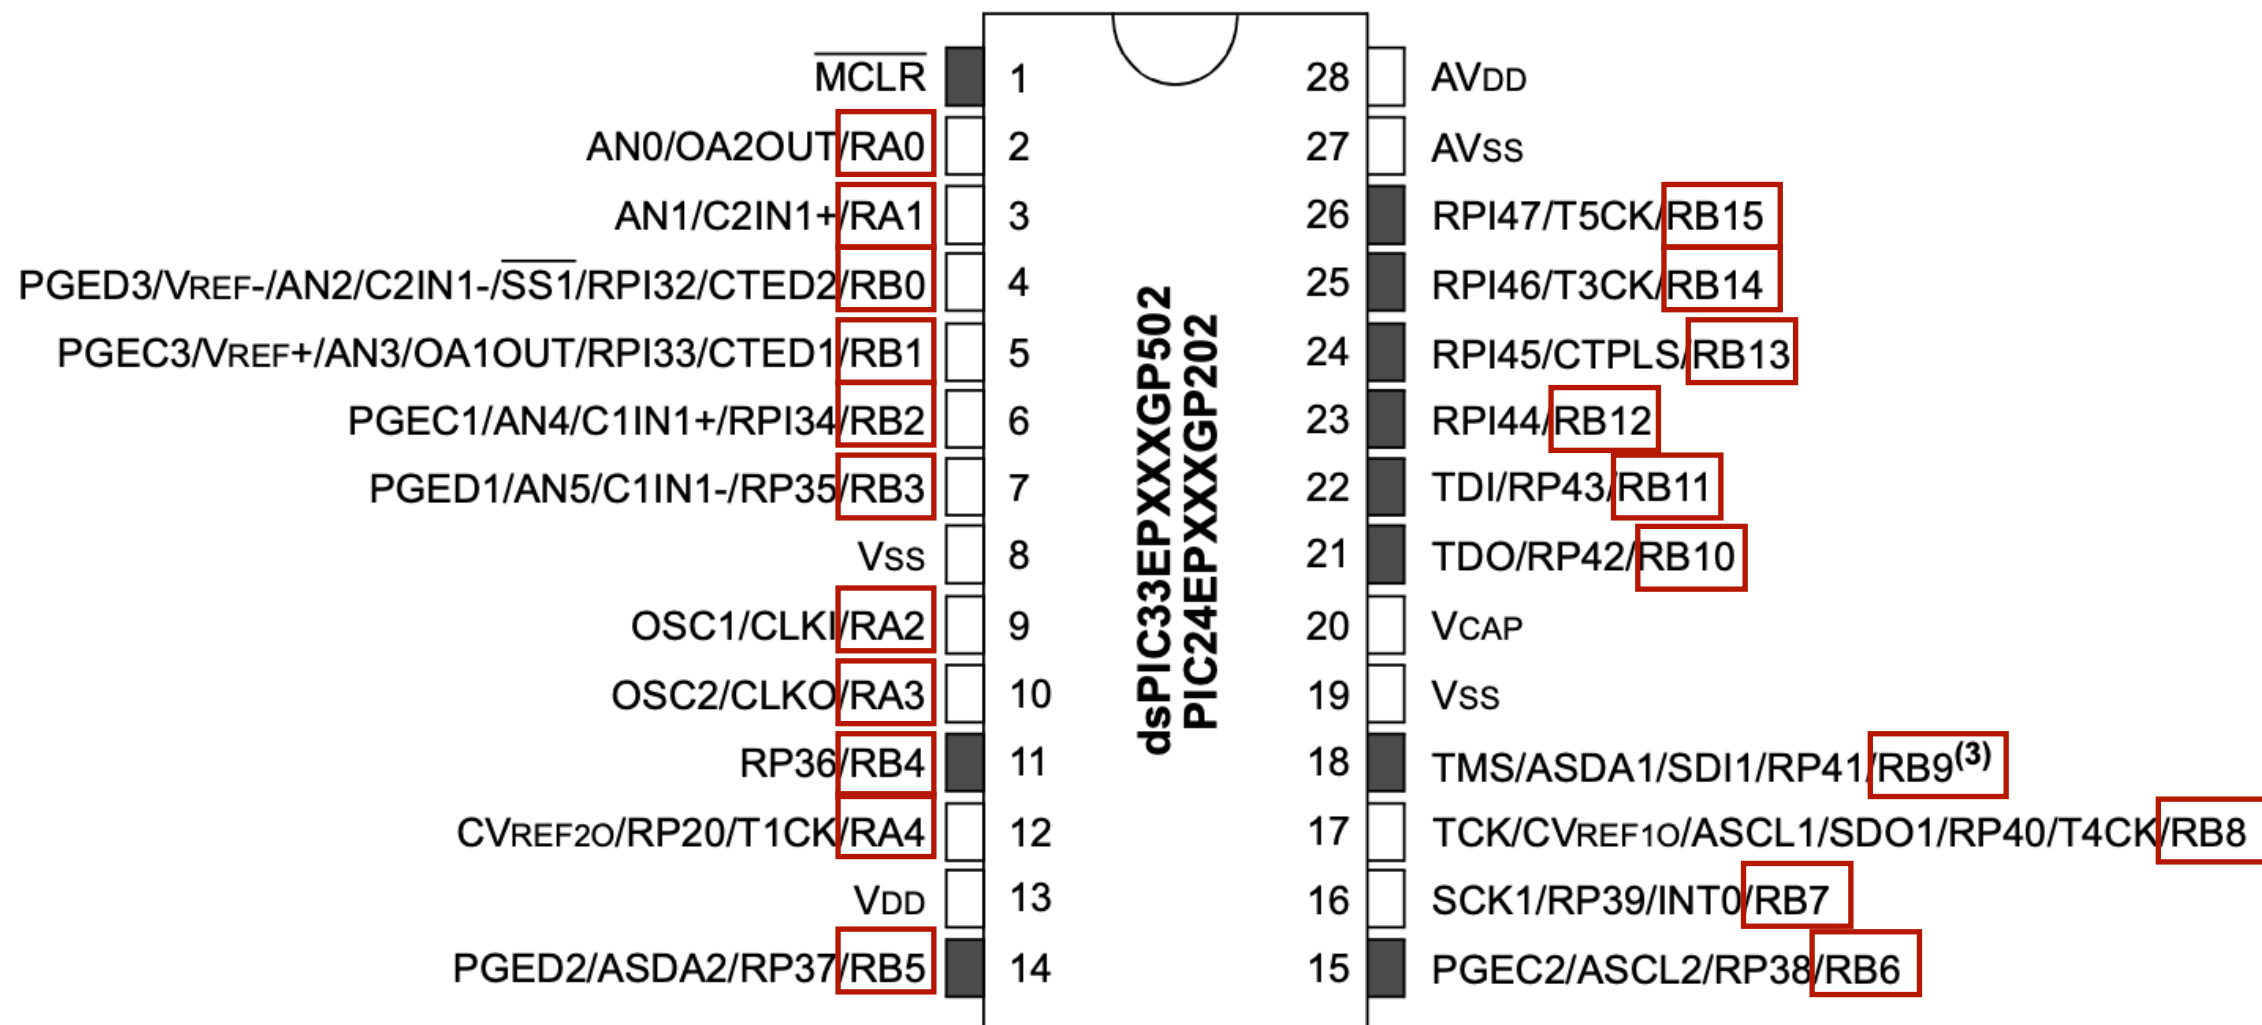 MCLR 1 28 AVDD
AN0/OA2OUT/RA0 2 27 AVSS
AN1/C2IN1+/RA1 3 26 RPI47/T5CK/RB15
PGED3/VREF-/AN2/C2IN1-/SS1/RPI32/CTED2/RB0 4 25 RPI46/T3CK/RB14
PGEC3/VREF+/AN3/OA1OUT/RPI33/CTED1/RB1 5 24 RPI45/CTPLS/RB13
PGEC1/AN4/C1IN1+/RPI34/RB2 6 23 RPI44/RB12
PGED1/AN5/C1IN1-/RP35/RB3 7 22 TDI/RP43/RB11
VSS 8 21 TDO/RP42/RB10
OSC1/CLKI/RA2 9 20 VCAP
OSC2/CLKO/RA3 10 19 VSS
RP36/RB4 11 18 TMS/ASDA1/SDI1/RP41/RB9(3)
CVREF2O/RP20/T1CK/RA4 12 17 TCK/CVREF1O/ASCL1/SDO1/RP40/T4CK/RB8
VDD 13 16 SCK1/RP39/INT0/RB7
PGED2/ASDA2/RP37/RB5 14 15 PGEC2/ASCL2/RP38/RB6
dsPIC33EPXXXGP502
PIC24EPXXXGP202